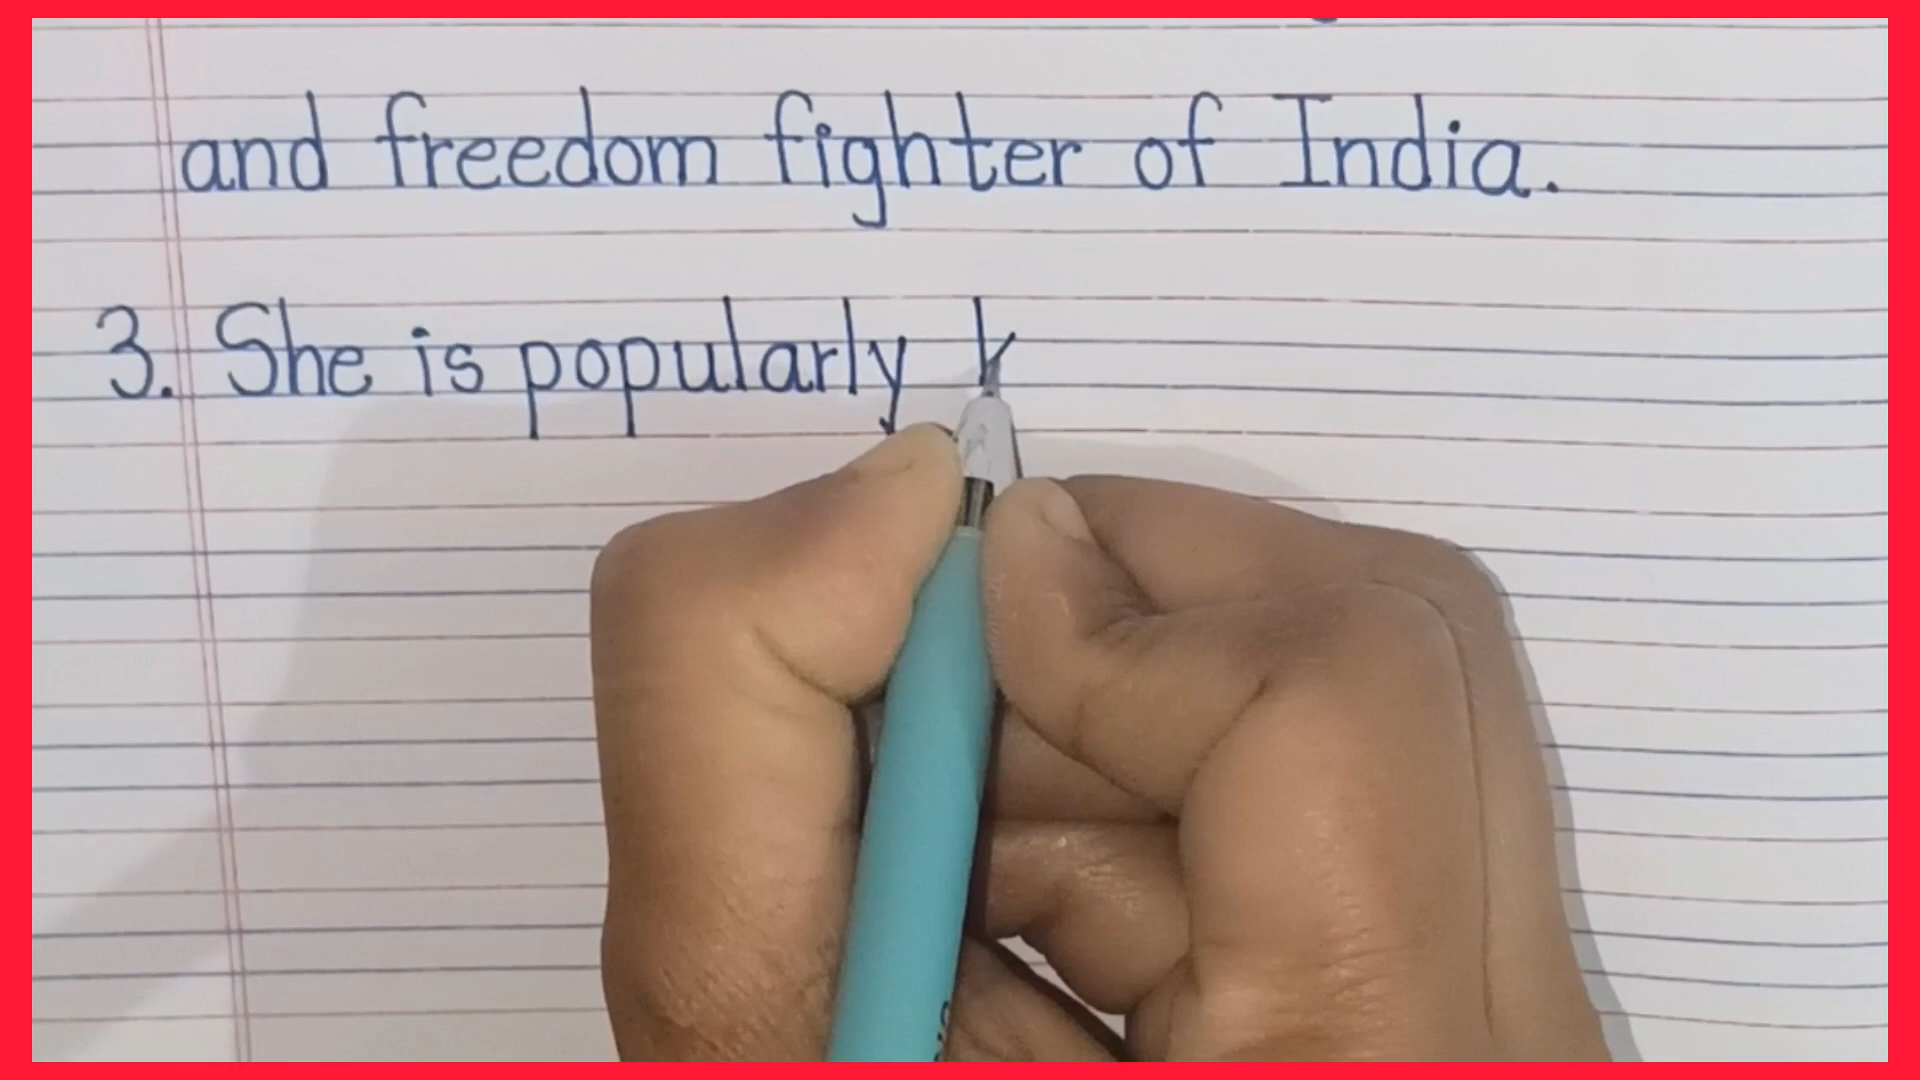 and freedom fighter of India.
3. She is popularly k